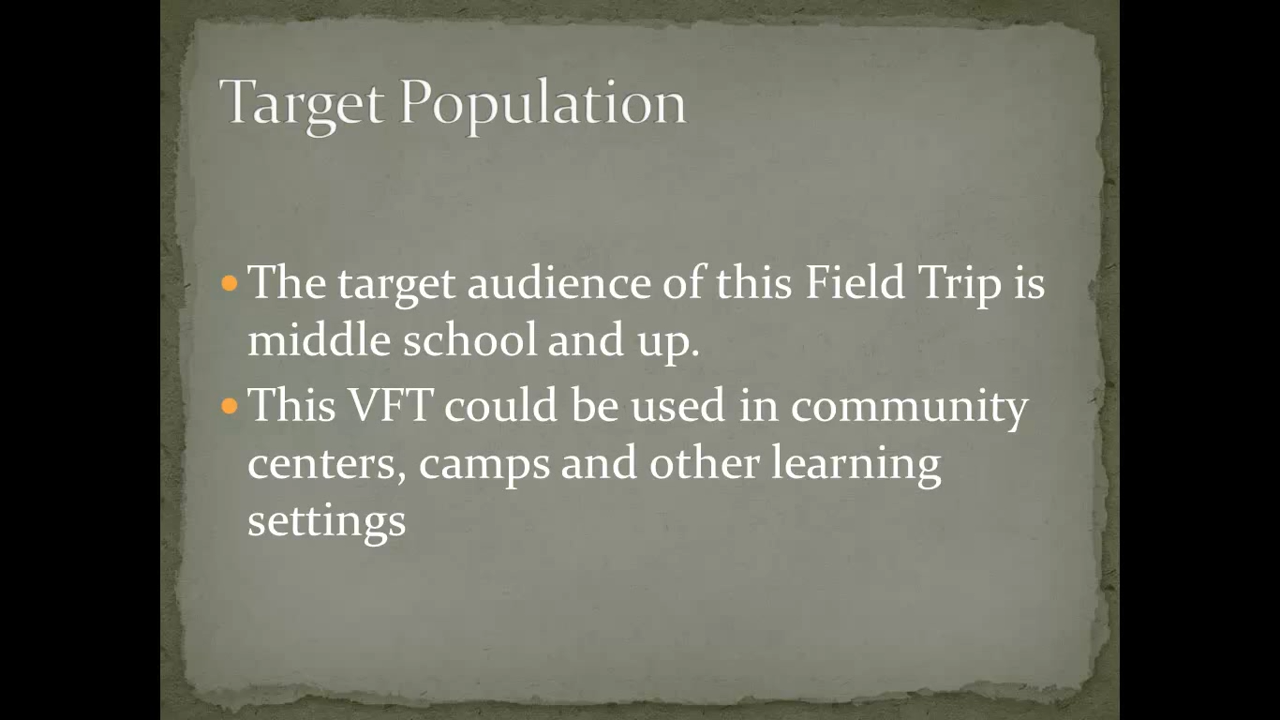 Target Population
• The target audience of this Field Trip is
middle school and up.
• This VFT could be used in community
centers, camps and other learning
settings